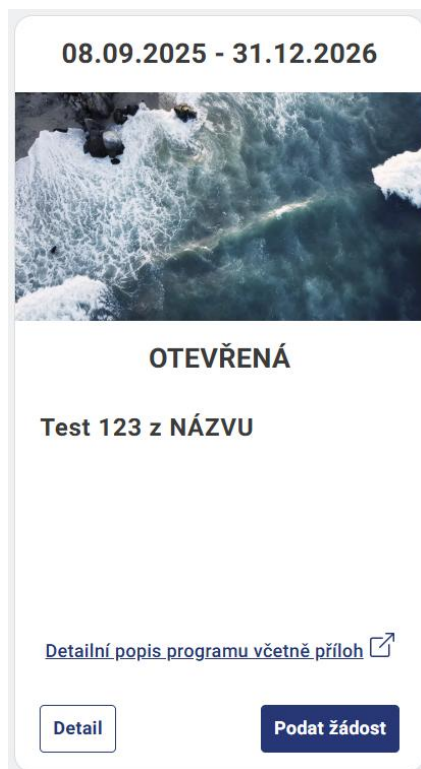 08.09.2025 - 31.12.2026
OTEVŘENÁ
Test 123 z NÁZVU
Detailní popis programu včetně příloh
Detail
Podat žádost